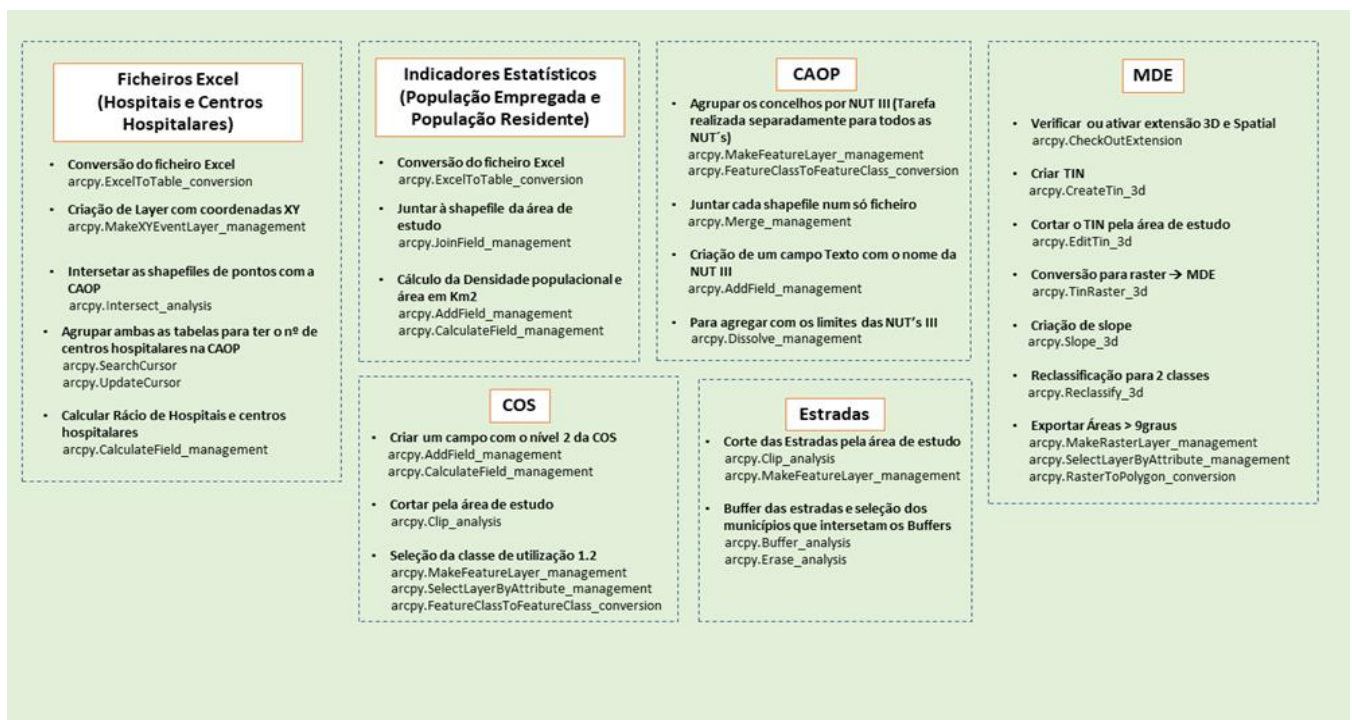 Ficheiros Excel
(Hospitais e Centros
Hospitalares)
• Conversão do ficheiro Excel
arcpy.ExcelToTable_conversion
• Criação de Layer com coordenadas XY
arcpy.MakeXYEventLayer_management
• Intersetar as shapefiles de pontos com a
CAOP
arcpy.Intersect_analysis
• Agrupar ambas as tabelas para ter o nº de
centros hospitalares na CAOP
arcpy.SearchCursor
arcpy.UpdateCursor
• Calcular Rácio de Hospitais e centros
hospitalares
arcpy.CalculateField_management
Indicadores Estatísticos
(População Empregada e
População Residente)
• Conversão do ficheiro Excel
arcpy.ExcelToTable_conversion
• Juntar à shapefile da área de
estudo
arcpy.JoinField_management
• Cálculo da Densidade populacional e
área em Km2
arcpy.AddField_management
arcpy.CalculateField_management
CAOP
• Agrupar os concelhos por NUT III (Tarefa
realizada separadamente para todos as
NUT´s)
arcpy.MakeFeatureLayer_management
arcpy.FeatureClassToFeatureClass_conversion
• Juntar cada shapefile num só ficheiro
arcpy.Merge_management
• Criação de um campo Texto com o nome da
NUT III
arcpy.AddField_management
• Para agregar com os limites das NUT’s III
arcpy.Dissolve_management
MDE
• Verificar ou ativar extensão 3D e Spatial
arcpy.CheckOutExtension
• Criar TIN
arcpy.CreateTin_3d
• Cortar o TIN pela área de estudo
arcpy.EditTin_3d
• Conversão para raster → MDE
arcpy.TinRaster_3d
• Criação de slope
arcpy.Slope_3d
• Reclassificação para 2 classes
arcpy.Reclassify_3d
• Exportar Áreas > 9graus
arcpy.MakeRasterLayer_management
arcpy.SelectLayerByAttribute_management
arcpy.RasterToPolygon_conversion
COS
• Criar um campo com o nível 2 da COS
arcpy.AddField_management
arcpy.CalculateField_management
• Cortar pela área de estudo
arcpy.Clip_analysis
• Seleção da classe de utilização 1.2
arcpy.MakeFeatureLayer_management
arcpy.SelectLayerByAttribute_management
arcpy.FeatureClassToFeatureClass_conversion
Estradas
• Corte das Estradas pela área de estudo
arcpy.Clip_analysis
arcpy.MakeFeatureLayer_management
• Buffer das estradas e seleção dos
municípios que intersetam os Buffers
arcpy.Buffer_analysis
arcpy.Erase_analysis